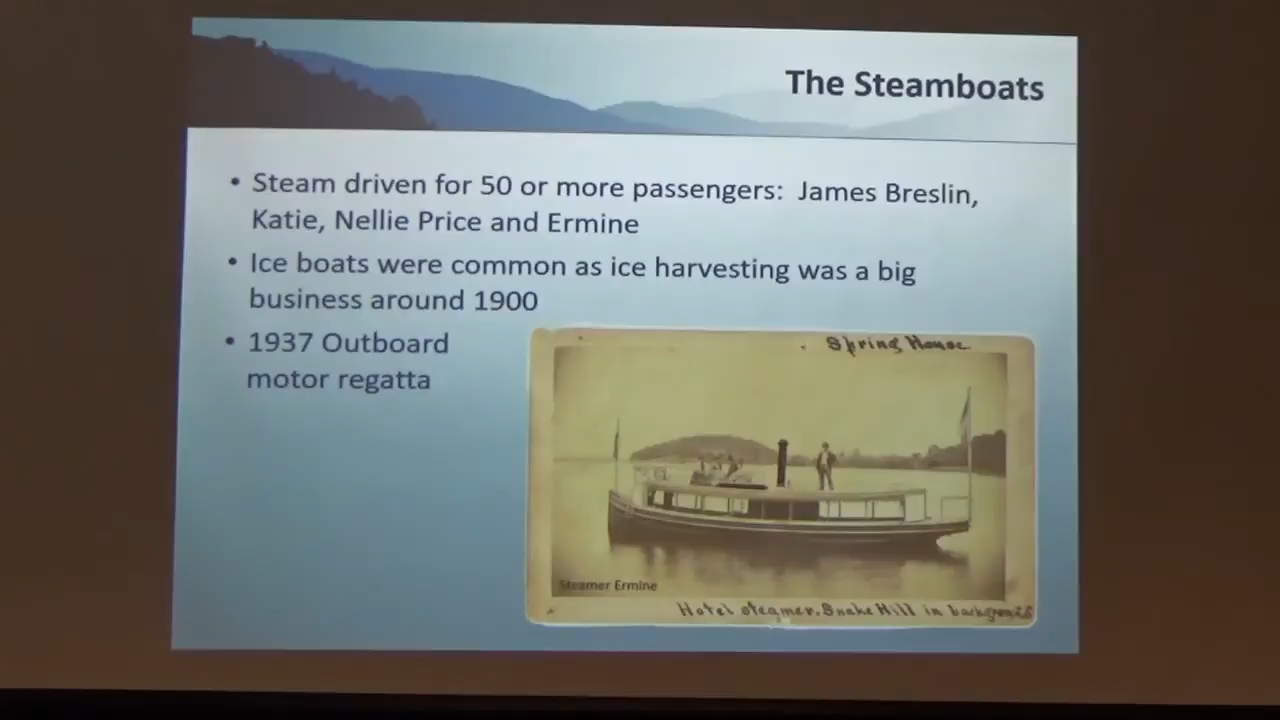 The Steamboats
• Steam driven for 50 or more passengers: James Breslin,
Katie, Nellie Price and Ermine
• Ice boats were common as ice harvesting was a big
business around 1900
• 1937 Outboard
motor regatta
Spring House
Steamer Ermine
Hotel steamer. Snake Hill in background